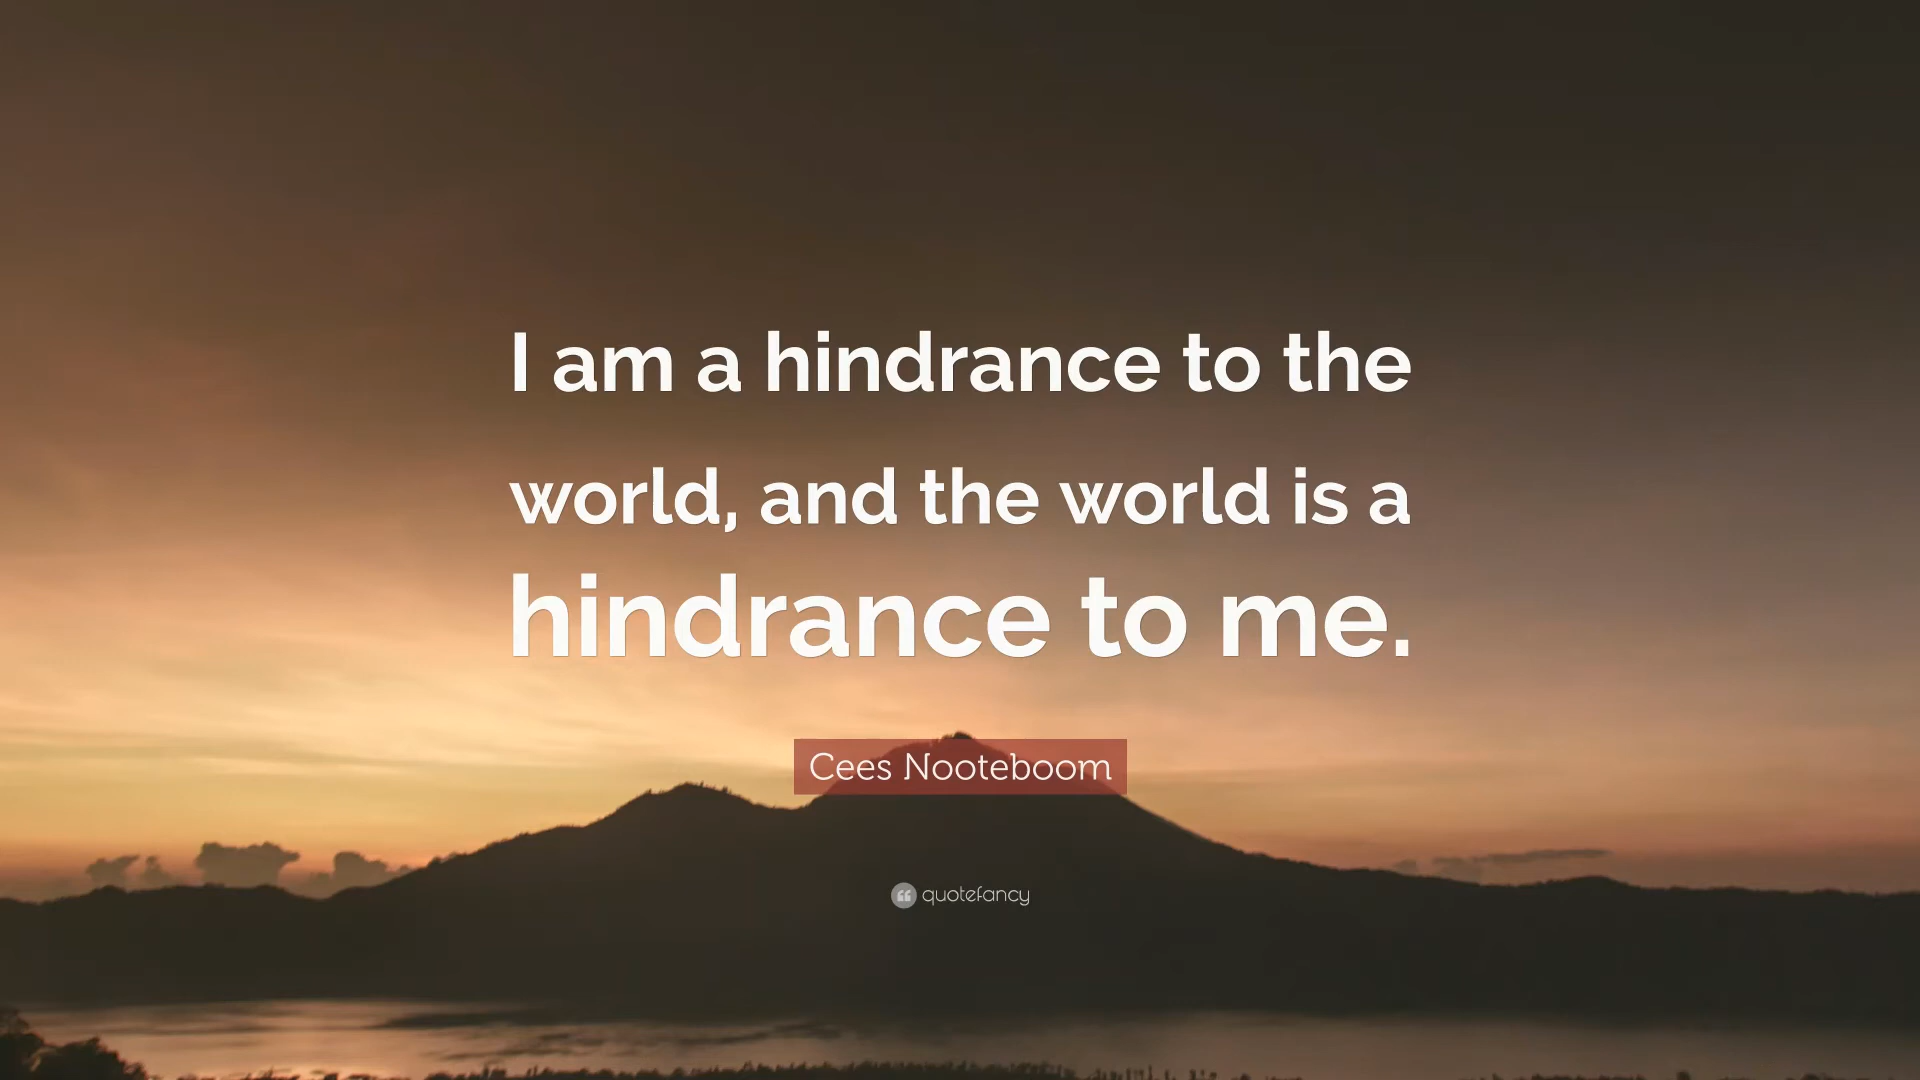 I am a hindrance to the
world, and the world is a
hindrance to me.
Cees Nooteboom
quotefancy